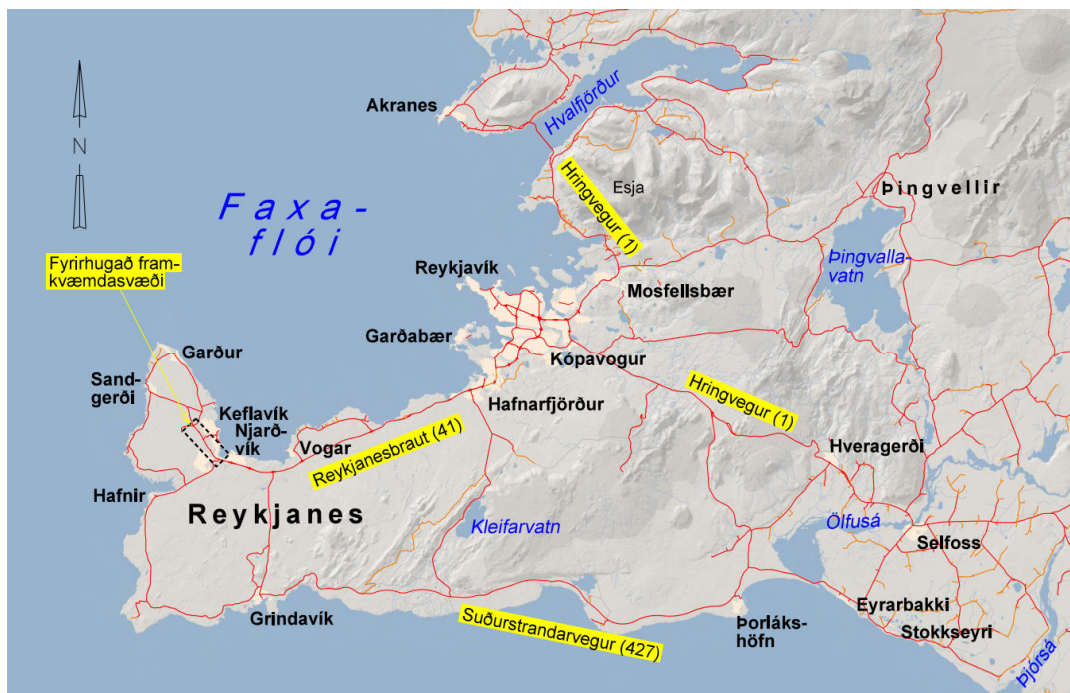 Akranes
Hvalfjörður
N
Hringvegur (1)
Esja
Þingvellir
Faxa-
flói
Fyrirhugað fram-
kvæmdasvæði
Reykjavík
Þingvalla-
vatn
Mosfellsbær
Garðabær
Garður
Kópavogur
Sand-
gerði
Hafnarfjörður
Hringvegur (1)
Keflavík
Njarð-
vík
Vogar
Reykjanesbraut (41)
Hveragerði
Hafnir
Reykjanes
Kleifarvatn
Ölfusá
Selfoss
Grindavík
Suðurstrandarvegur (427)
Þorláks-
höfn
Eyrarbakki
Stokkseyri
Þjórsá